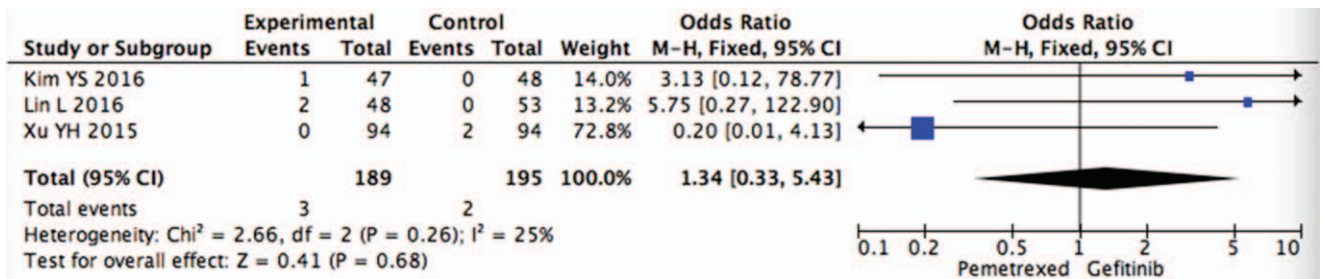 Experimental Control Odds Ratio Odds Ratio
Study or Subgroup Events Total Events Total Weight M-H, Fixed, 95% CI M-H, Fixed, 95% CI
Kim YS 2016 1 47 0 48 14.0% 3.13 [0.12, 78.77]
Lin L 2016 2 48 0 53 13.2% 5.75 [0.27, 122.90]
Xu YH 2015 0 94 2 94 72.8% 0.20 [0.01, 4.13]
Total (95% CI) 189 195 100.0% 1.34 [0.33, 5.43]
Total events 3 2
Heterogeneity: Chi² = 2.66, df = 2 (P = 0.26); I² = 25%
Test for overall effect: Z = 0.41 (P = 0.68)
0.1 0.2 0.5 1 2 5 10
Pemetrexed Gefitinib